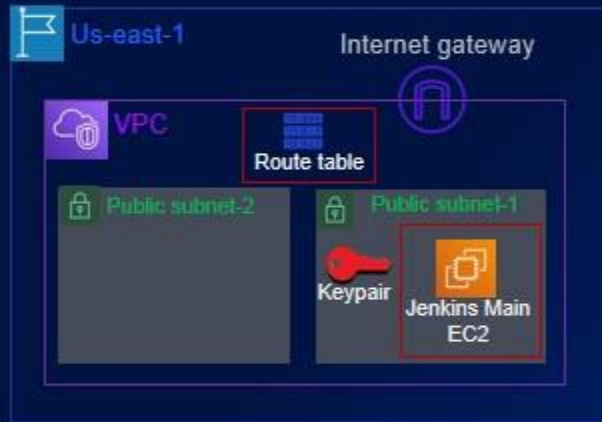 Us-east-1
Internet gateway
VPC
Route table
Public subnet-2
Public subnet-1
Keypair
Jenkins Main
EC2